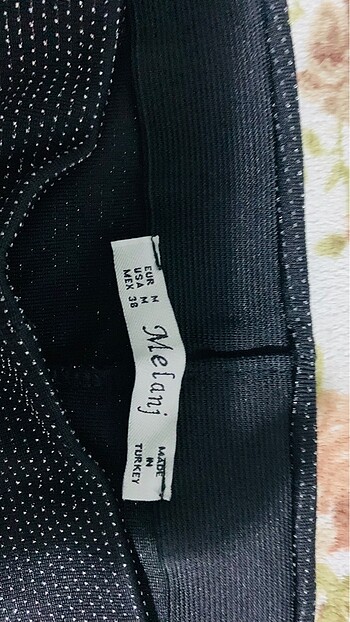 EUR M
USA M
MEX 38
Melanj
MADE
IN
TURKEY